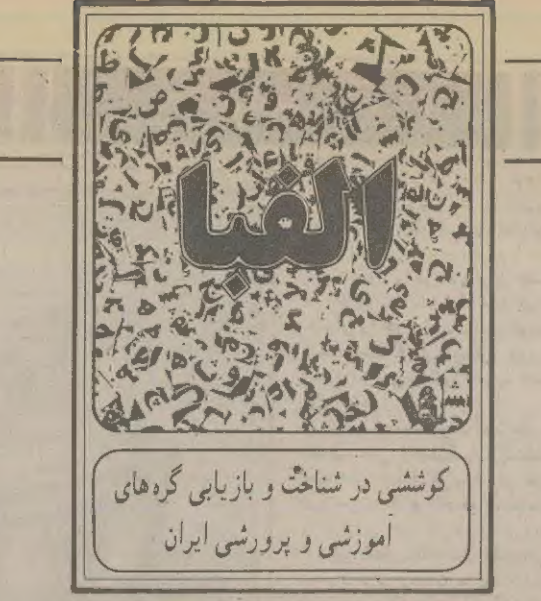 الفبا
کوششی در شناخت و بازیابی گره‌های
آموزشی و پرورشی ایران